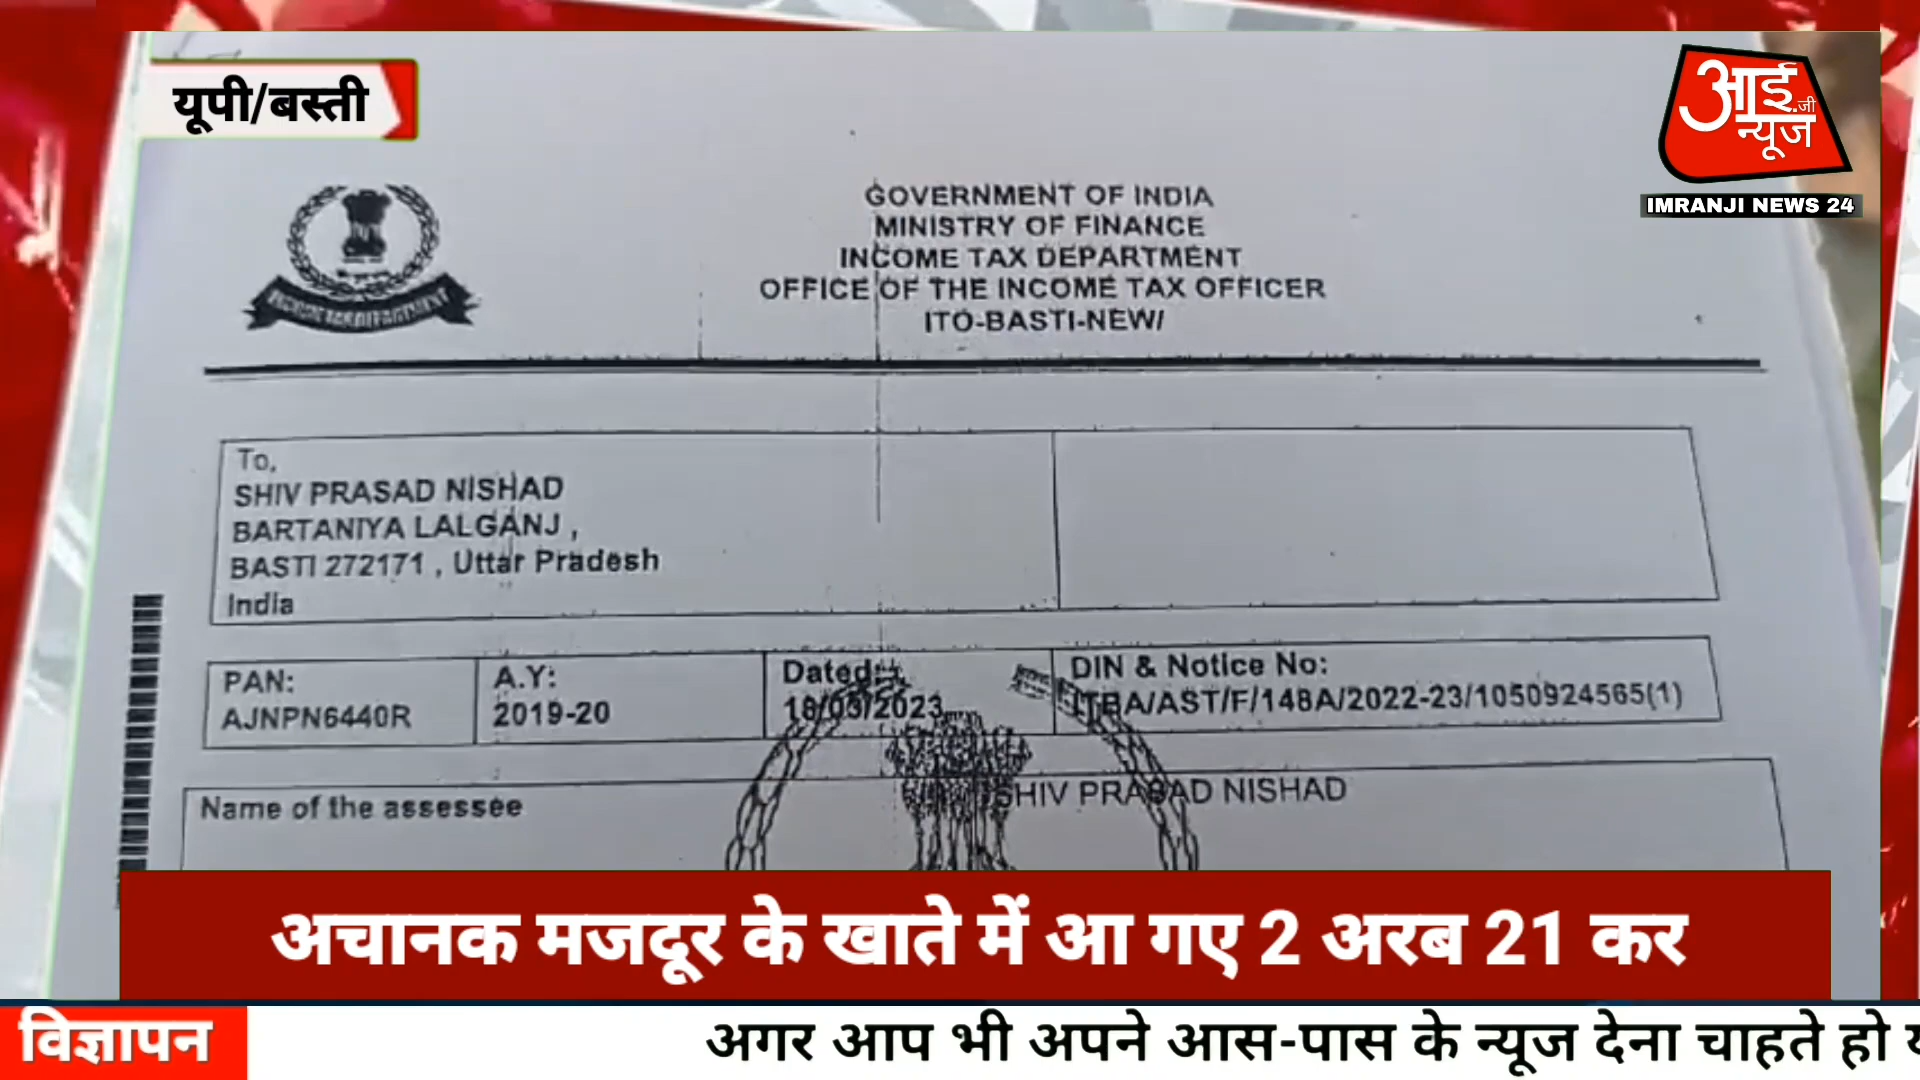 यूपी/बस्ती
आई.जी
न्यूज
IMRANJI NEWS 24
GOVERNMENT OF INDIA
MINISTRY OF FINANCE
INCOME TAX DEPARTMENT
OFFICE OF THE INCOME TAX OFFICER
ITO-BASTI-NEW/
INCOME TAX DEPARTMENT
To,
SHIV PRASAD NISHAD
BARTANIYA LALGANJ ,
BASTI 272171 , Uttar Pradesh
India
PAN:
AJNPN6440R
A.Y:
2019-20
Dated:
18/03/2023
DIN & Notice No:
ITBA/AST/F/148A/2022-23/1050924565(1)
Name of the assessee
SHIV PRASAD NISHAD
अचानक मजदूर के खाते में आ गए 2 अरब 21 कर
विज्ञापन
अगर आप भी अपने आस-पास के न्यूज देना चाहते हो